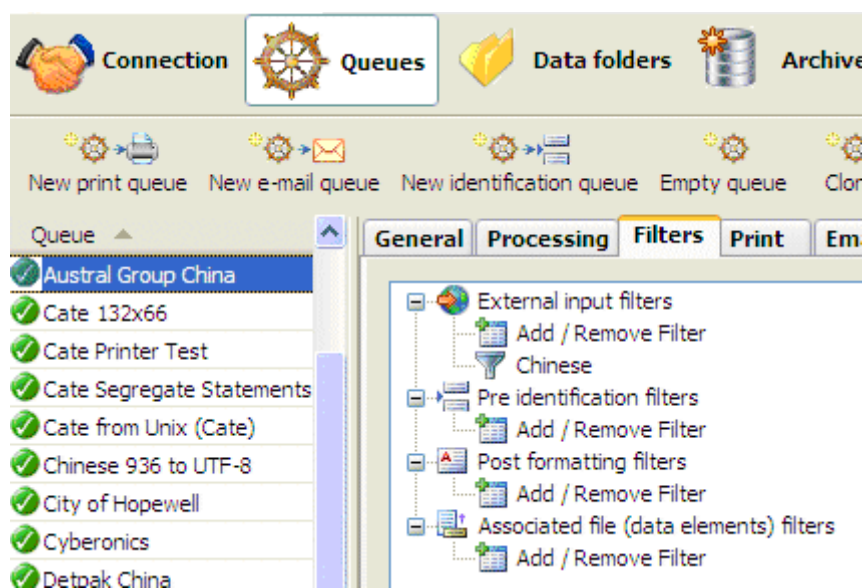 Connection Queues Data folders Archive
New print queue New e-mail queue New identification queue Empty queue Clon
Queue
General Processing Filters Print Ema
Austral Group China
Cate 132x66
Cate Printer Test
Cate Segregate Statements
Cate from Unix (Cate)
Chinese 936 to UTF-8
City of Hopewell
Cyberonics
Detpak China
External input filters
Add / Remove Filter
Chinese
Pre identification filters
Add / Remove Filter
Post formatting filters
Add / Remove Filter
Associated file (data elements) filters
Add / Remove Filter